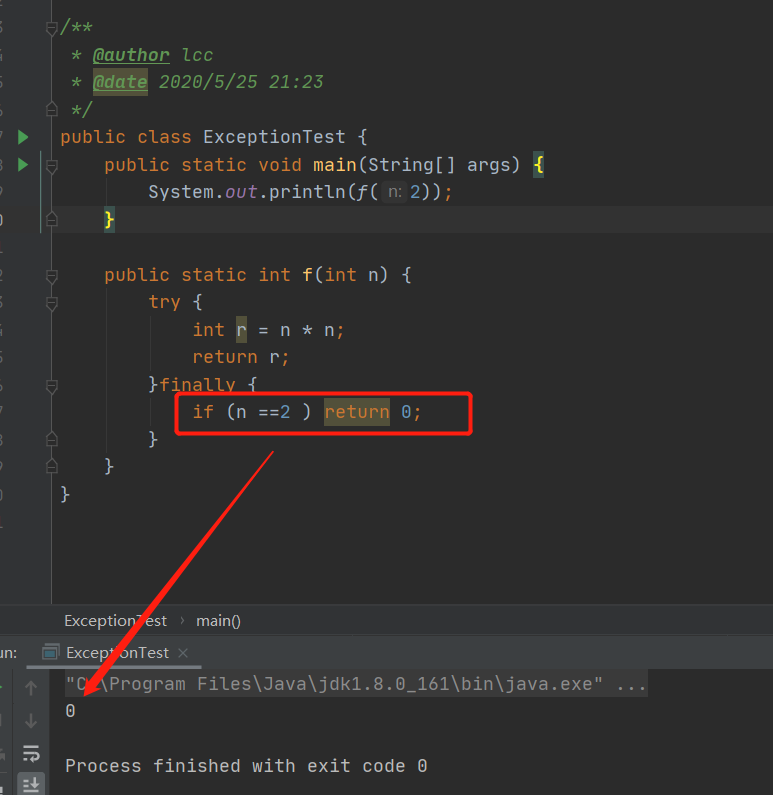 /**
* @author lcc
* @date 2020/5/25 21:23
*/
public class ExceptionTest {
public static void main(String[] args) {
System.out.println(f( n: 2));
}
public static int f(int n) {
try {
int r = n * n;
return r;
}finally {
if (n ==2 ) return 0;
}
}
}
ExceptionTest › main()
ExceptionTest ×
\Program Files\Java\jdk1.8.0_161\bin\java.exe" ...
0
Process finished with exit code 0